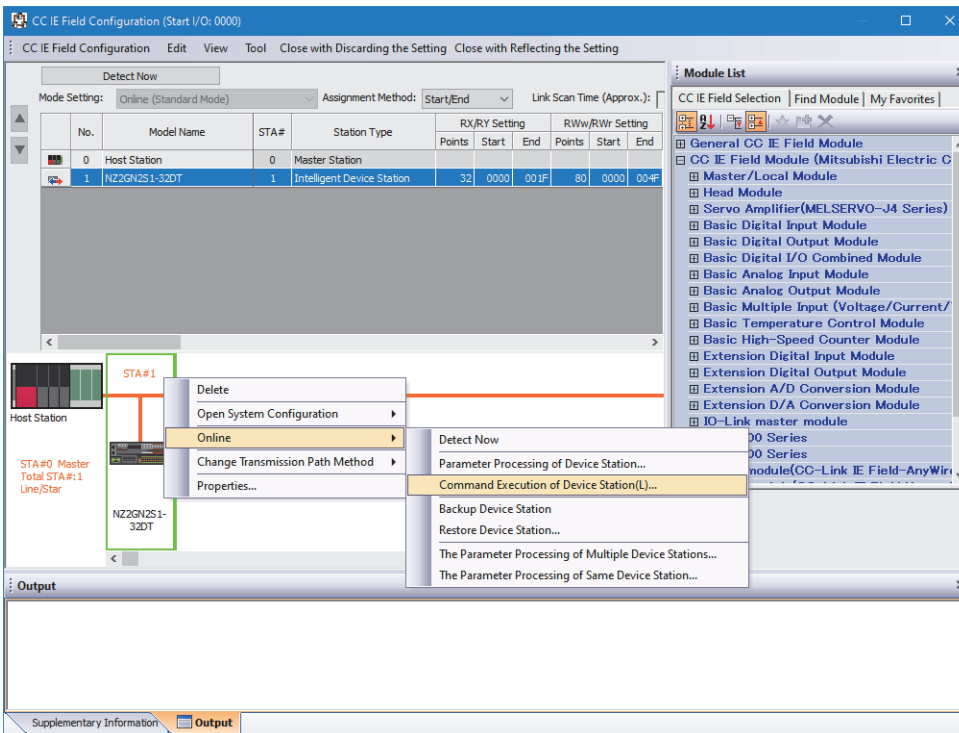 CC IE Field Configuration (Start I/O: 0000)
CC IE Field Configuration Edit View Tool Close with Discarding the Setting Close with Reflecting the Setting
Detect Now
Mode Setting: Online (Standard Mode) Assignment Method: Start/End Link Scan Time (Approx.):
No. Model Name STA# Station Type RX/RY Setting RWw/RWr Setting
Points Start End Points Start End
0 Host Station 0 Master Station
1 NZ2GN2S1-32DT 1 Intelligent Device Station 32 0000 001F 80 0000 004F
STA#1
Host Station
STA#0 Master
Total STA#:1
Line/Star
NZ2GN2S1-
32DT
Delete
Open System Configuration
Online
Change Transmission Path Method
Properties...
Detect Now
Parameter Processing of Device Station...
Command Execution of Device Station(L)...
Backup Device Station
Restore Device Station...
The Parameter Processing of Multiple Device Stations...
The Parameter Processing of Same Device Station...
Module List
CC IE Field Selection Find Module My Favorites
General CC IE Field Module
CC IE Field Module (Mitsubishi Electric C
Master/Local Module
Head Module
Servo Amplifier(MELSERVO-J4 Series)
Basic Digital Input Module
Basic Digital Output Module
Basic Digital I/O Combined Module
Basic Analog Input Module
Basic Analog Output Module
Basic Multiple Input (Voltage/Current/
Basic Temperature Control Module
Basic High-Speed Counter Module
Extension Digital Input Module
Extension Digital Output Module
Extension A/D Conversion Module
Extension D/A Conversion Module
IO-Link master module
00 Series
00 Series
module(CC-Link IE Field-AnyWire
Output
Supplementary Information Output